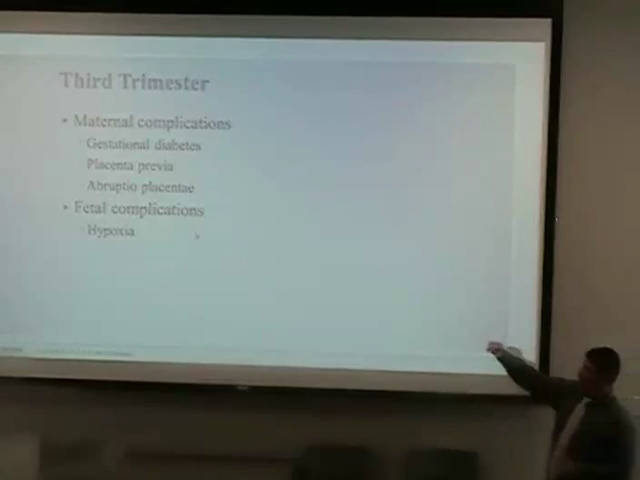 Third Trimester
• Maternal complications
Gestational diabetes
Placenta previa
Abruptio placentae
• Fetal complications
Hypoxia